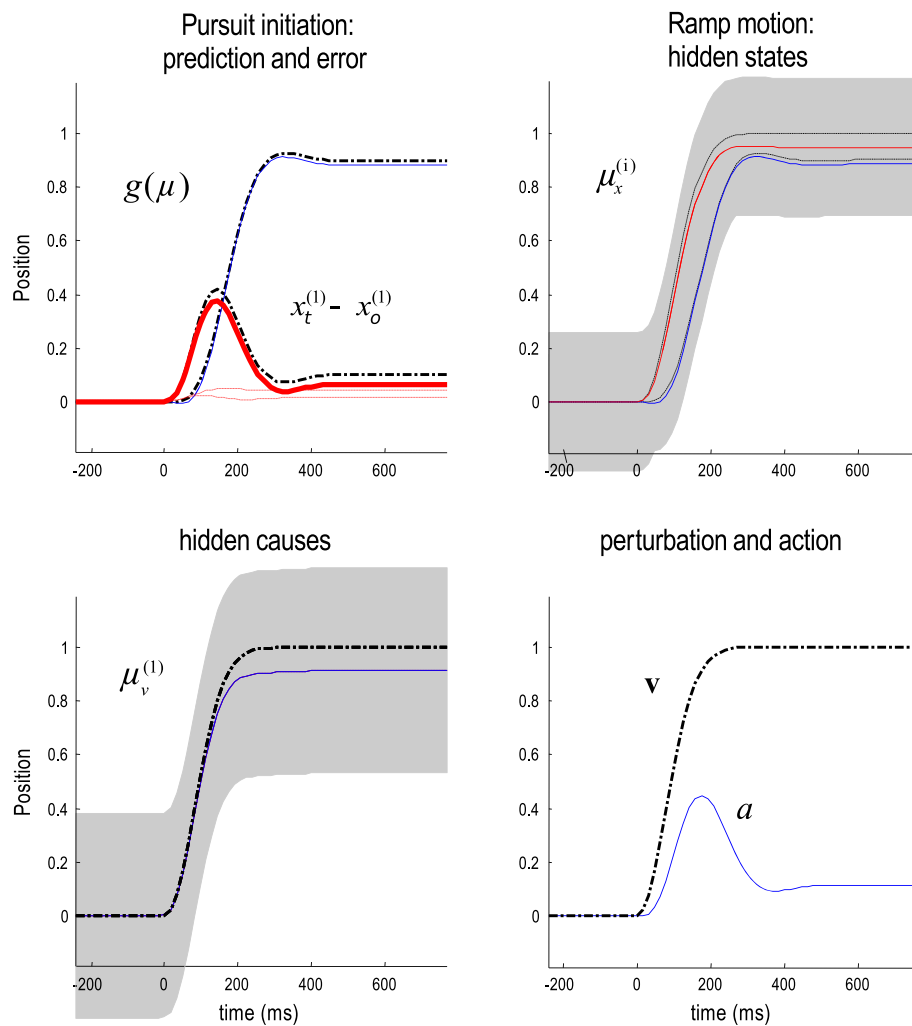 Pursuit initiation:
prediction and error
Ramp motion:
hidden states
1
0.8
0.6
0.4
0.2
0
Position
g(μ)
x_t^(1) - x_o^(1)
-200 0 200 400 600
1
0.8
0.6
0.4
0.2
0
μ_x^(i)
-200 0 200 400 600
hidden causes
perturbation and action
1
0.8
0.6
0.4
0.2
0
Position
μ_v^(1)
-200 0 200 400 600
time (ms)
1
0.8
0.6
0.4
0.2
0
v
a
-200 0 200 400 600
time (ms)